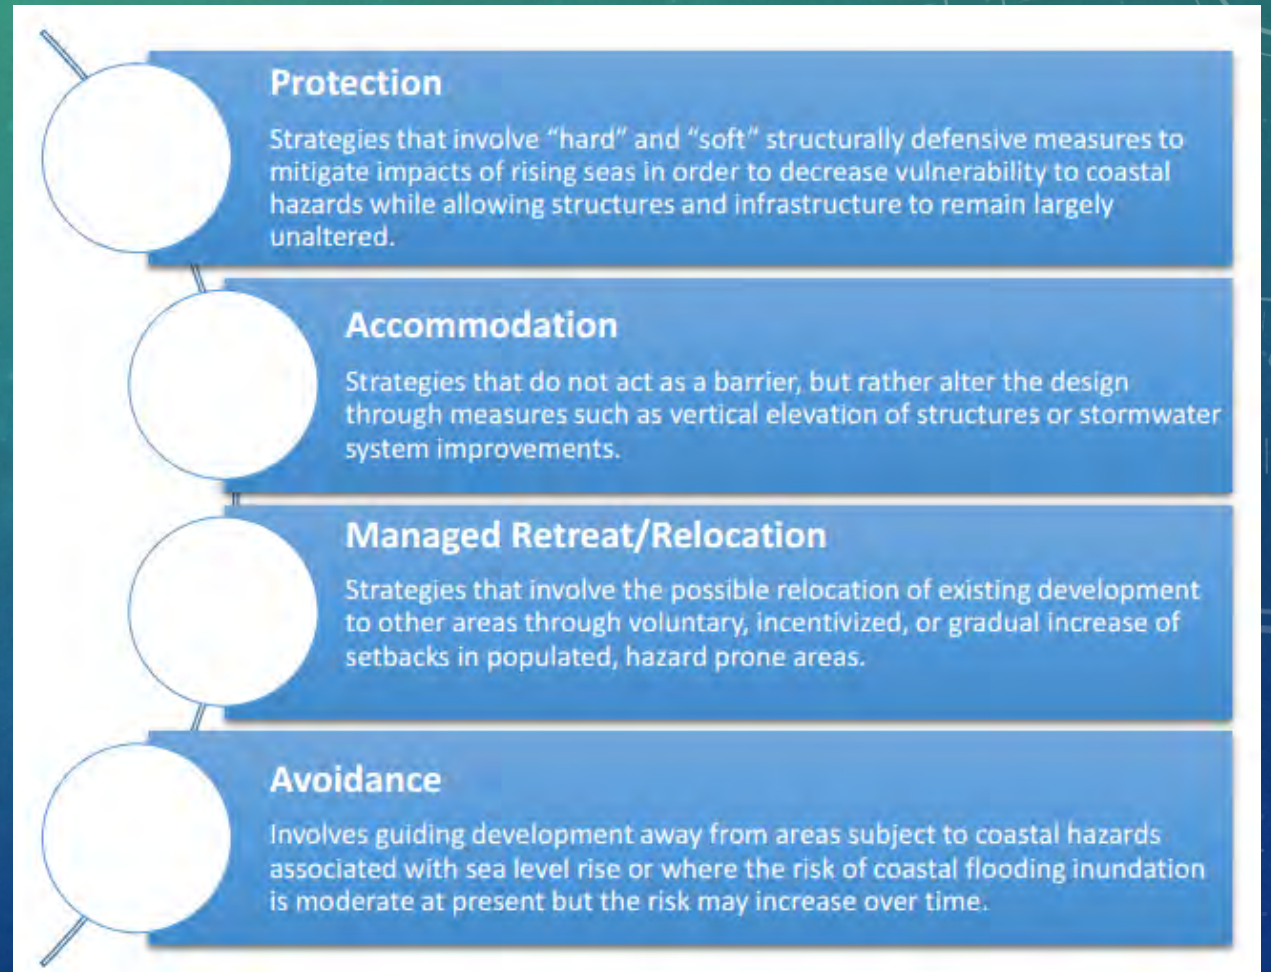 Protection
Strategies that involve “hard” and “soft” structurally defensive measures to
mitigate impacts of rising seas in order to decrease vulnerability to coastal
hazards while allowing structures and infrastructure to remain largely
unaltered.
Accommodation
Strategies that do not act as a barrier, but rather alter the design
through measures such as vertical elevation of structures or stormwater
system improvements.
Managed Retreat/Relocation
Strategies that involve the possible relocation of existing development
to other areas through voluntary, incentivized, or gradual increase of
setbacks in populated, hazard prone areas.
Avoidance
Involves guiding development away from areas subject to coastal hazards
associated with sea level rise or where the risk of coastal flooding inundation
is moderate at present but the risk may increase over time.